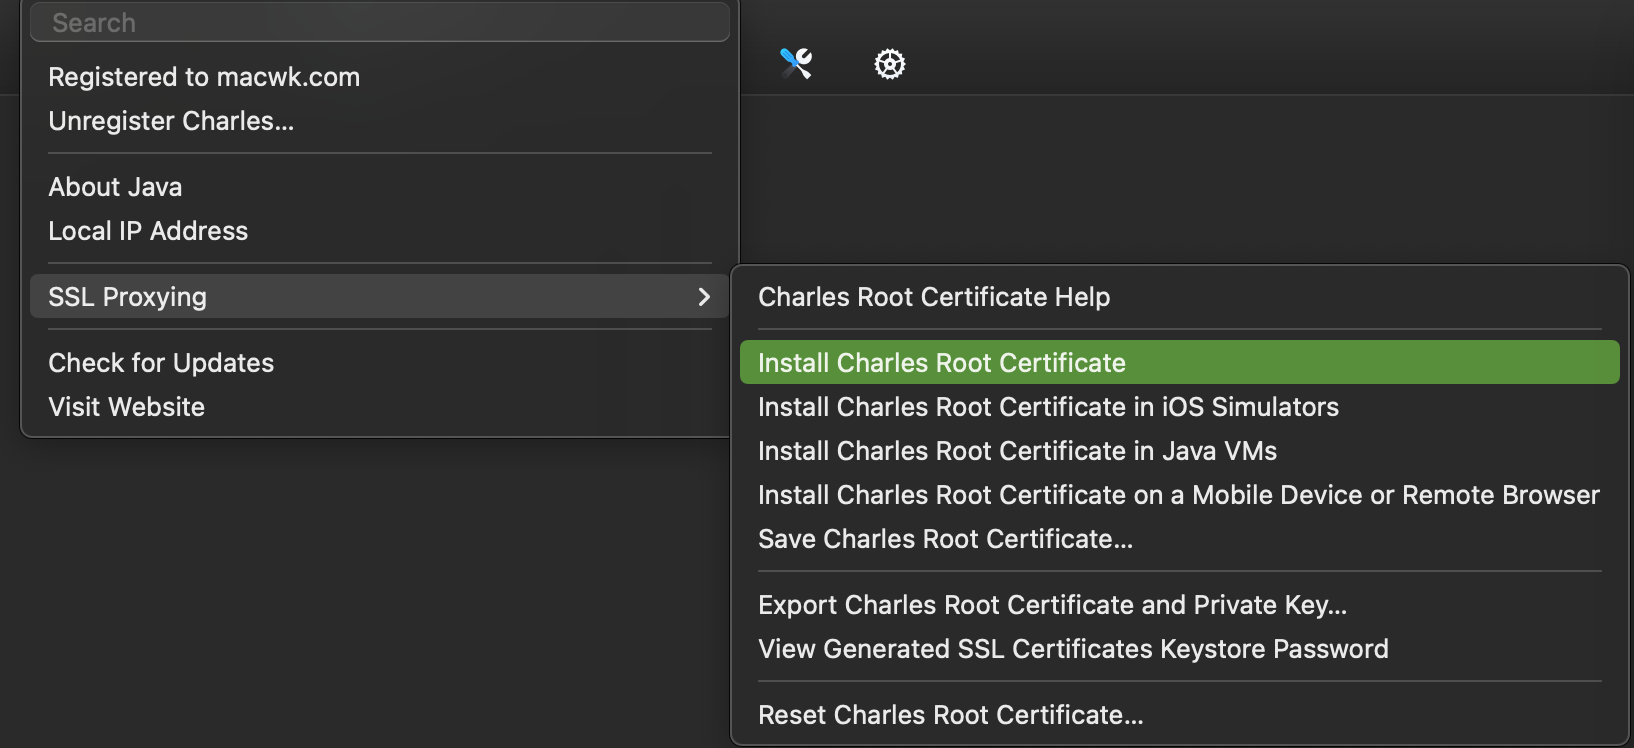 Search
Registered to macwk.com
Unregister Charles...
About Java
Local IP Address
SSL Proxying
Check for Updates
Visit Website
Charles Root Certificate Help
Install Charles Root Certificate
Install Charles Root Certificate in iOS Simulators
Install Charles Root Certificate in Java VMs
Install Charles Root Certificate on a Mobile Device or Remote Browser
Save Charles Root Certificate...
Export Charles Root Certificate and Private Key...
View Generated SSL Certificates Keystore Password
Reset Charles Root Certificate...